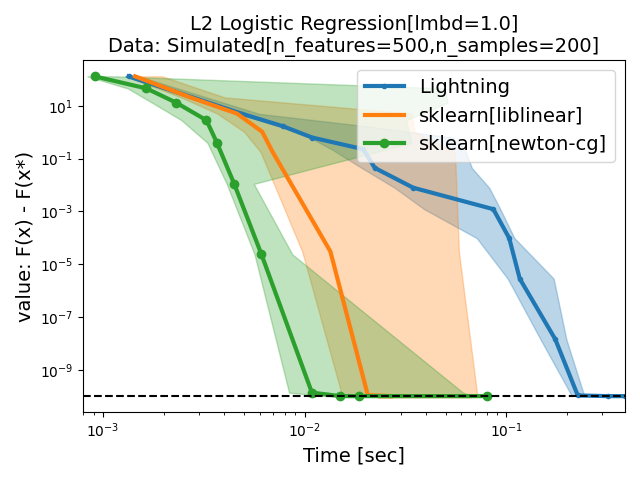 L2 Logistic Regression[lmbd=1.0]
Data: Simulated[n_features=500,n_samples=200]
Lightning
sklearn[liblinear]
sklearn[newton-cg]
value: F(x) - F(x*)
10¹
10⁻¹
10⁻³
10⁻⁵
10⁻⁷
10⁻⁹
10⁻³
10⁻²
10⁻¹
Time [sec]